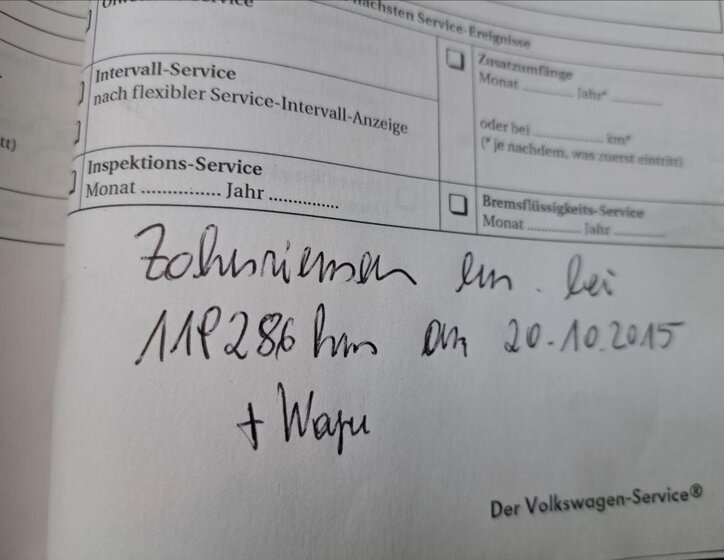 nächsten Service-Ereignisse
Intervall-Service
nach flexibler Service-Intervall-Anzeige
Inspektions-Service
Monat ............... Jahr ...............
Zusatzumfänge
Monat ............... Jahr* ...............
oder bei ............... km*
(* je nachdem, was zuerst eintritt)
Bremsflüssigkeits-Service
Monat ............... Jahr ...............
Zahnriemen ern. bei
119286 km am 20.10.2015
+ Wapu
Der Volkswagen-Service®